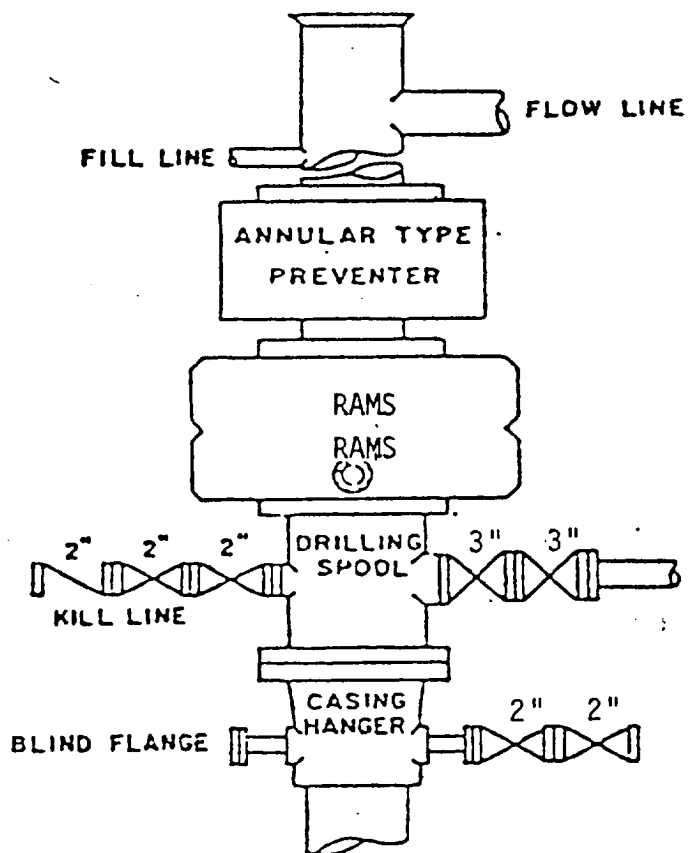 FLOW LINE
FILL LINE
ANNULAR TYPE
PREVENTER
RAMS
RAMS
2" 2" 2"
DRILLING
SPOOL
3" 3"
KILL LINE
CASING
HANGER
2" 2"
BLIND FLANGE